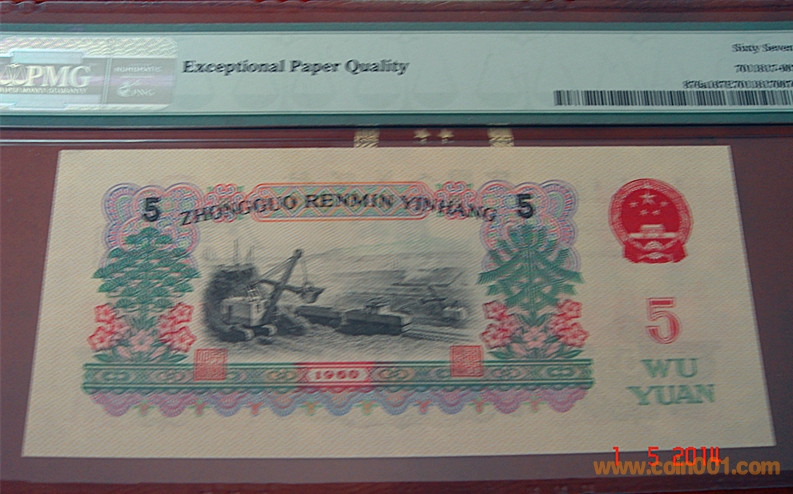 PMG
Exceptional Paper Quality
Sixty Seven
5 ZHONGGUO RENMIN YINHANG 5
1960
5
WU
YUAN
1 5 2014
www.coin001.com